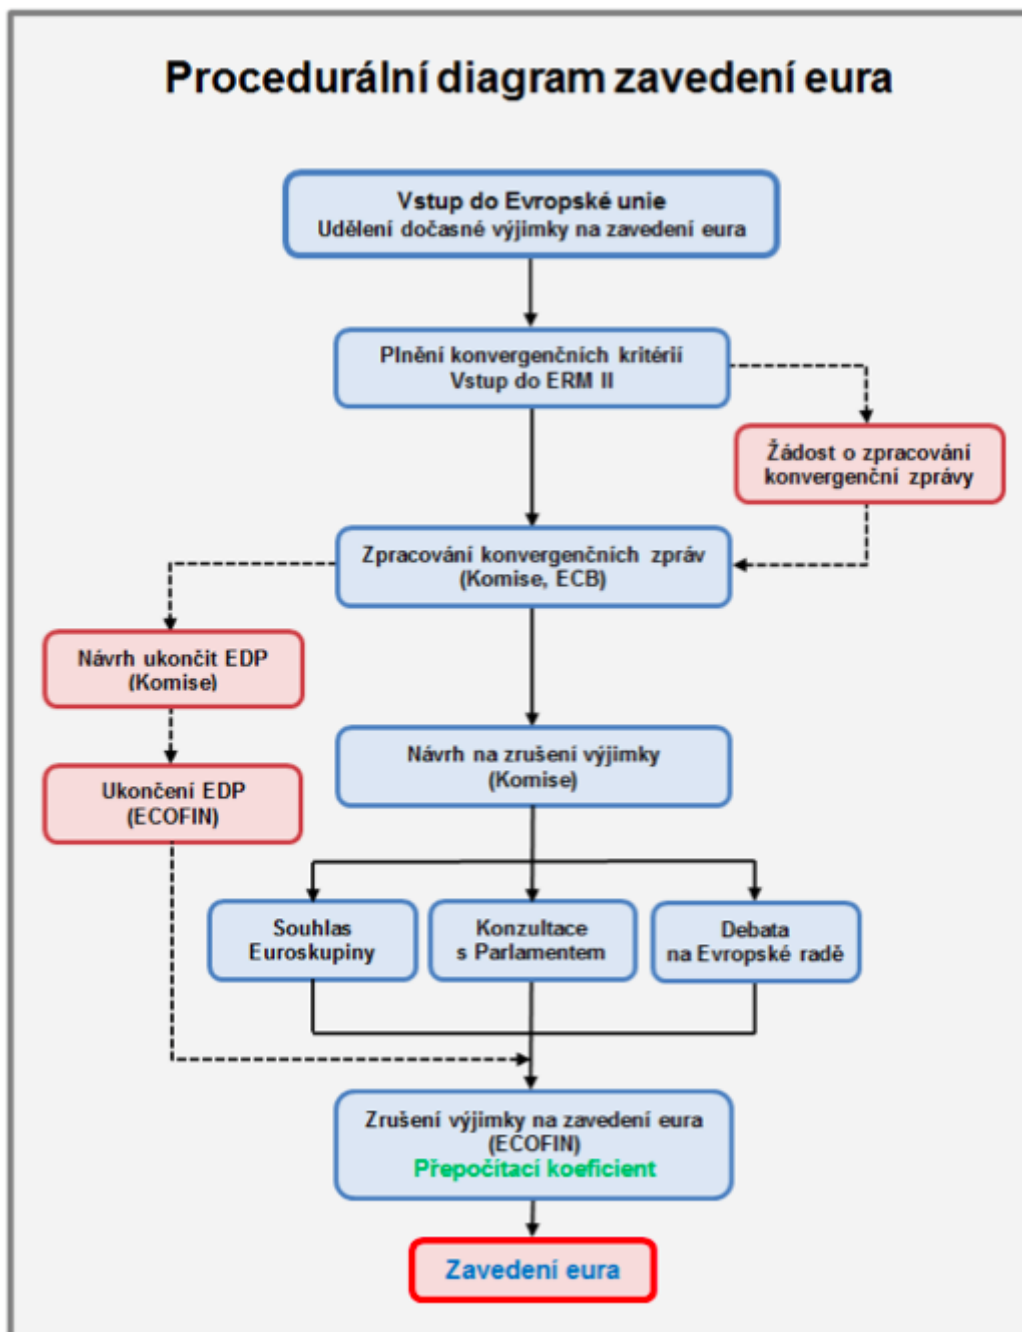 Procedurální diagram zavedení eura
Vstup do Evropské unie
Udělení dočasné výjimky na zavedení eura
Plnění konvergenčních kritérií
Vstup do ERM II
Žádost o zpracování
konvergenční zprávy
Zpracování konvergenčních zpráv
(Komise, ECB)
Návrh ukončit EDP
(Komise)
Návrh na zrušení výjimky
(Komise)
Ukončení EDP
(ECOFIN)
Souhlas
Euroskupiny
Konzultace
s Parlamentem
Debata
na Evropské radě
Zrušení výjimky na zavedení eura
(ECOFIN)
Přepočítací koeficient
Zavedení eura